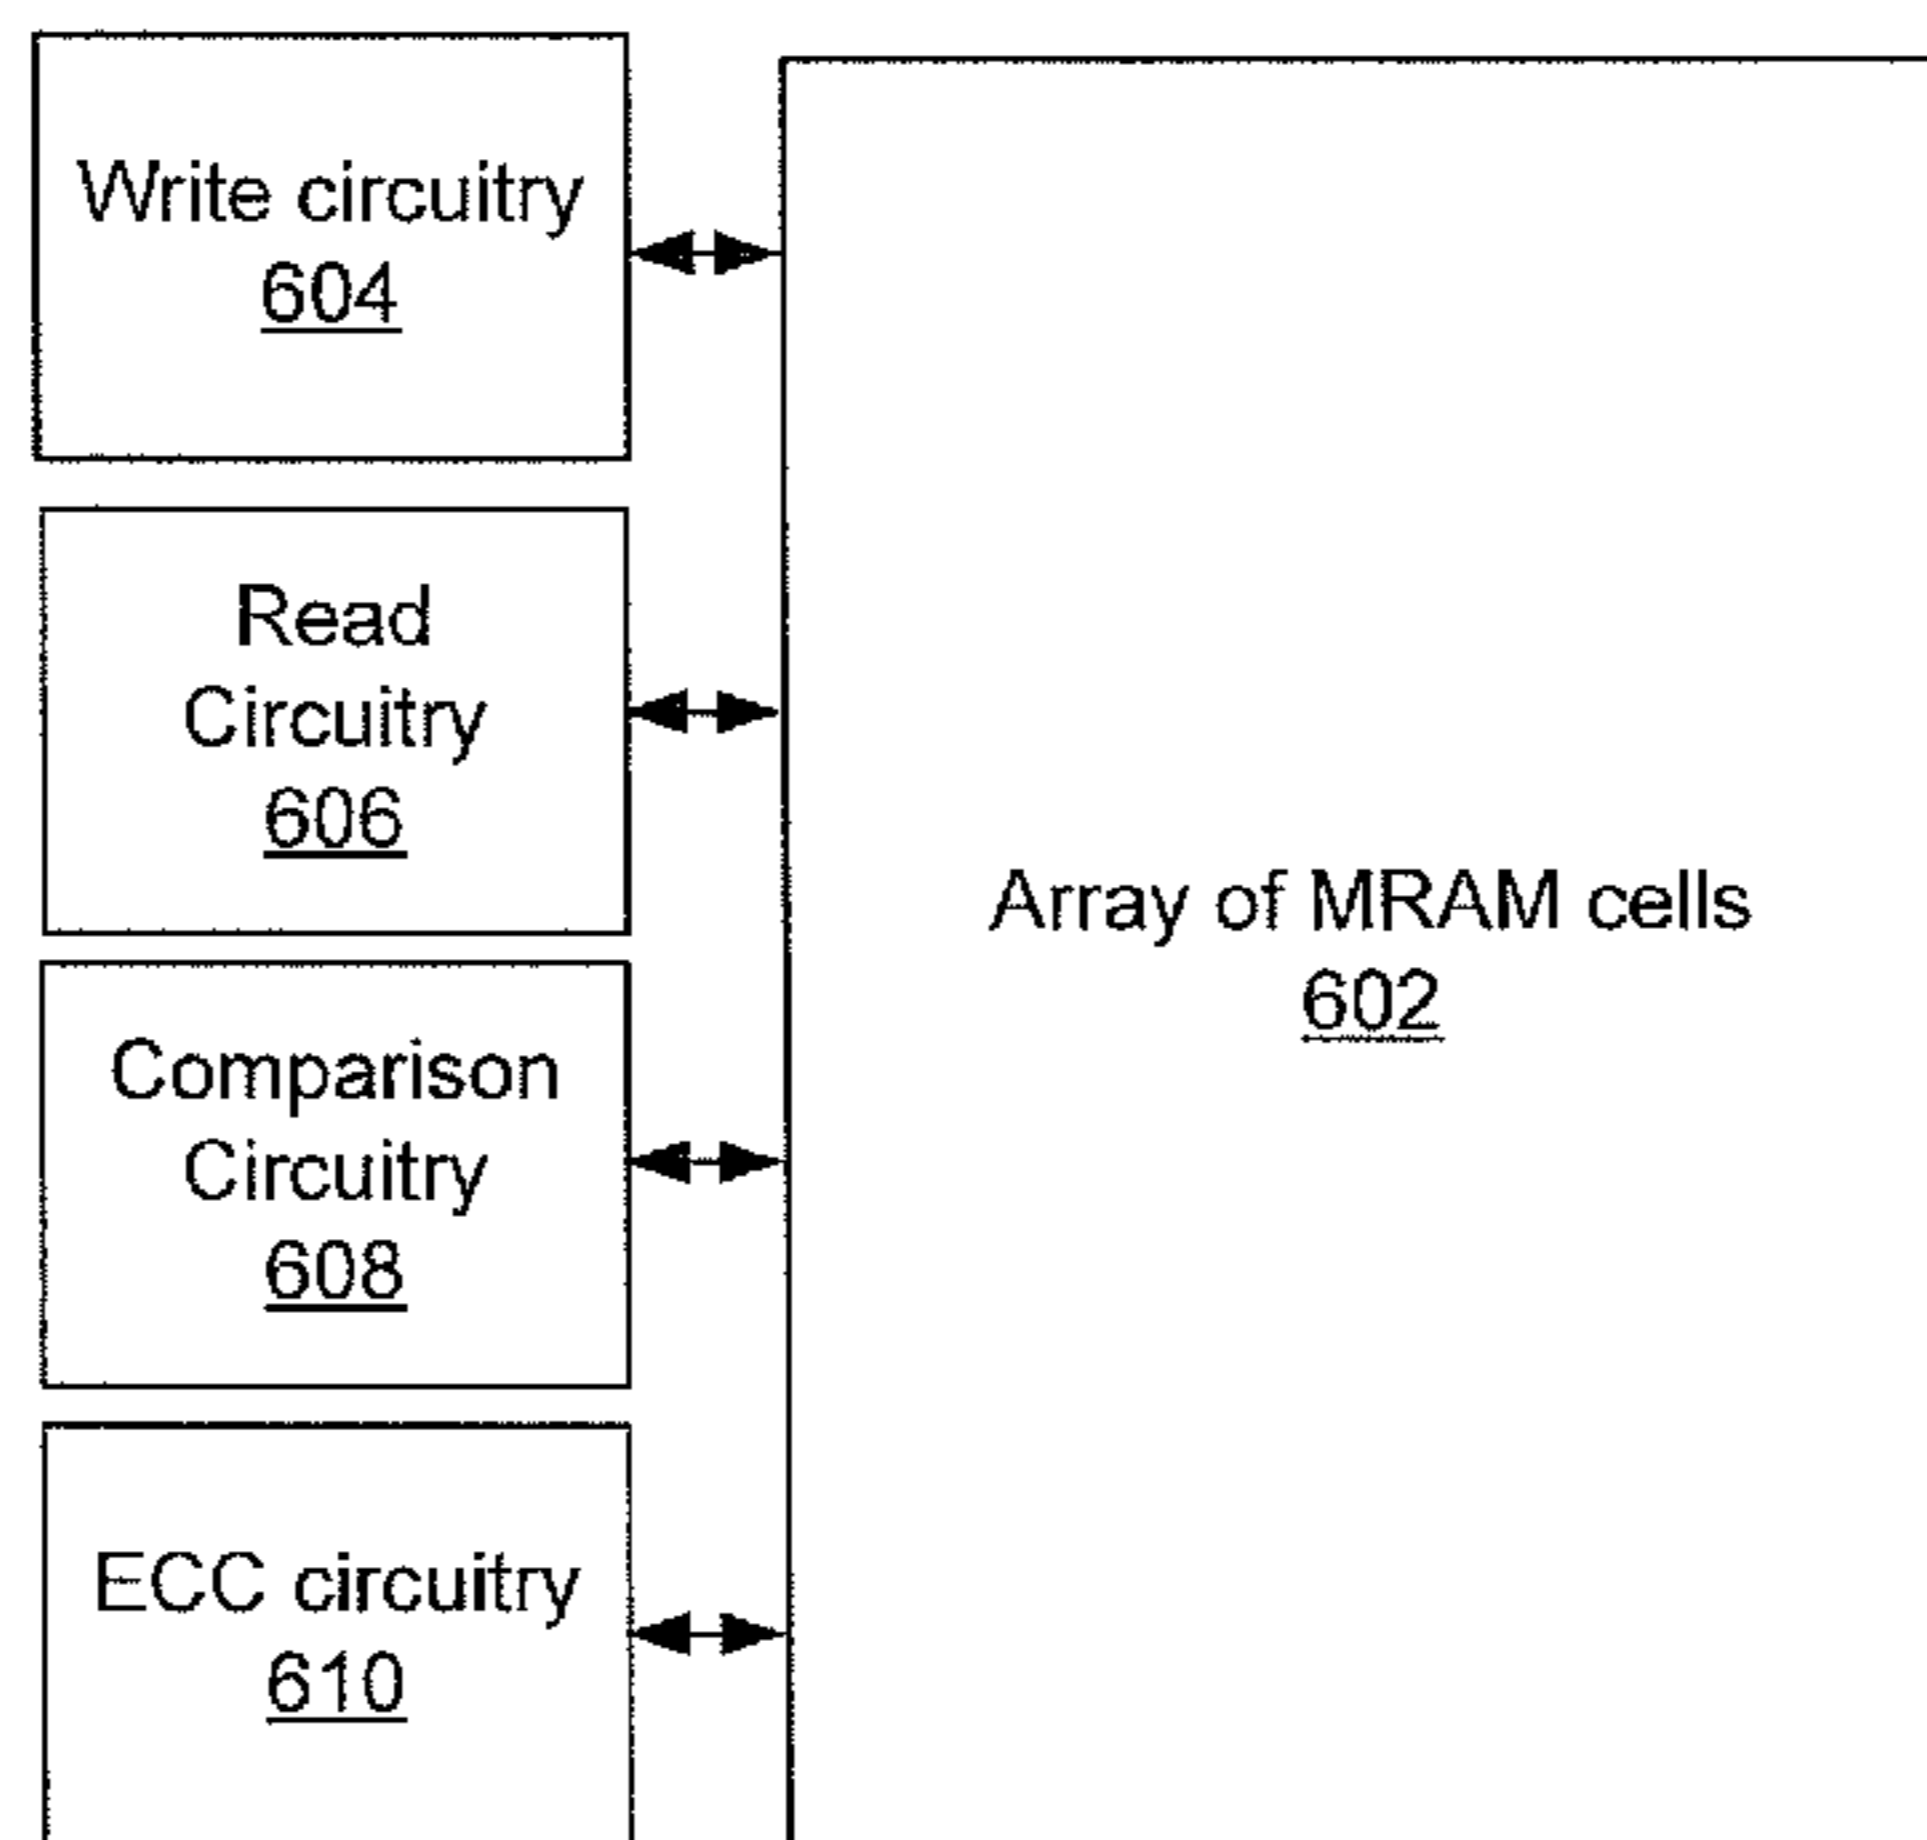 Write circuitry
604
Read
Circuitry
606
Array of MRAM cells
602
Comparison
Circuitry
608
ECC circuitry
610